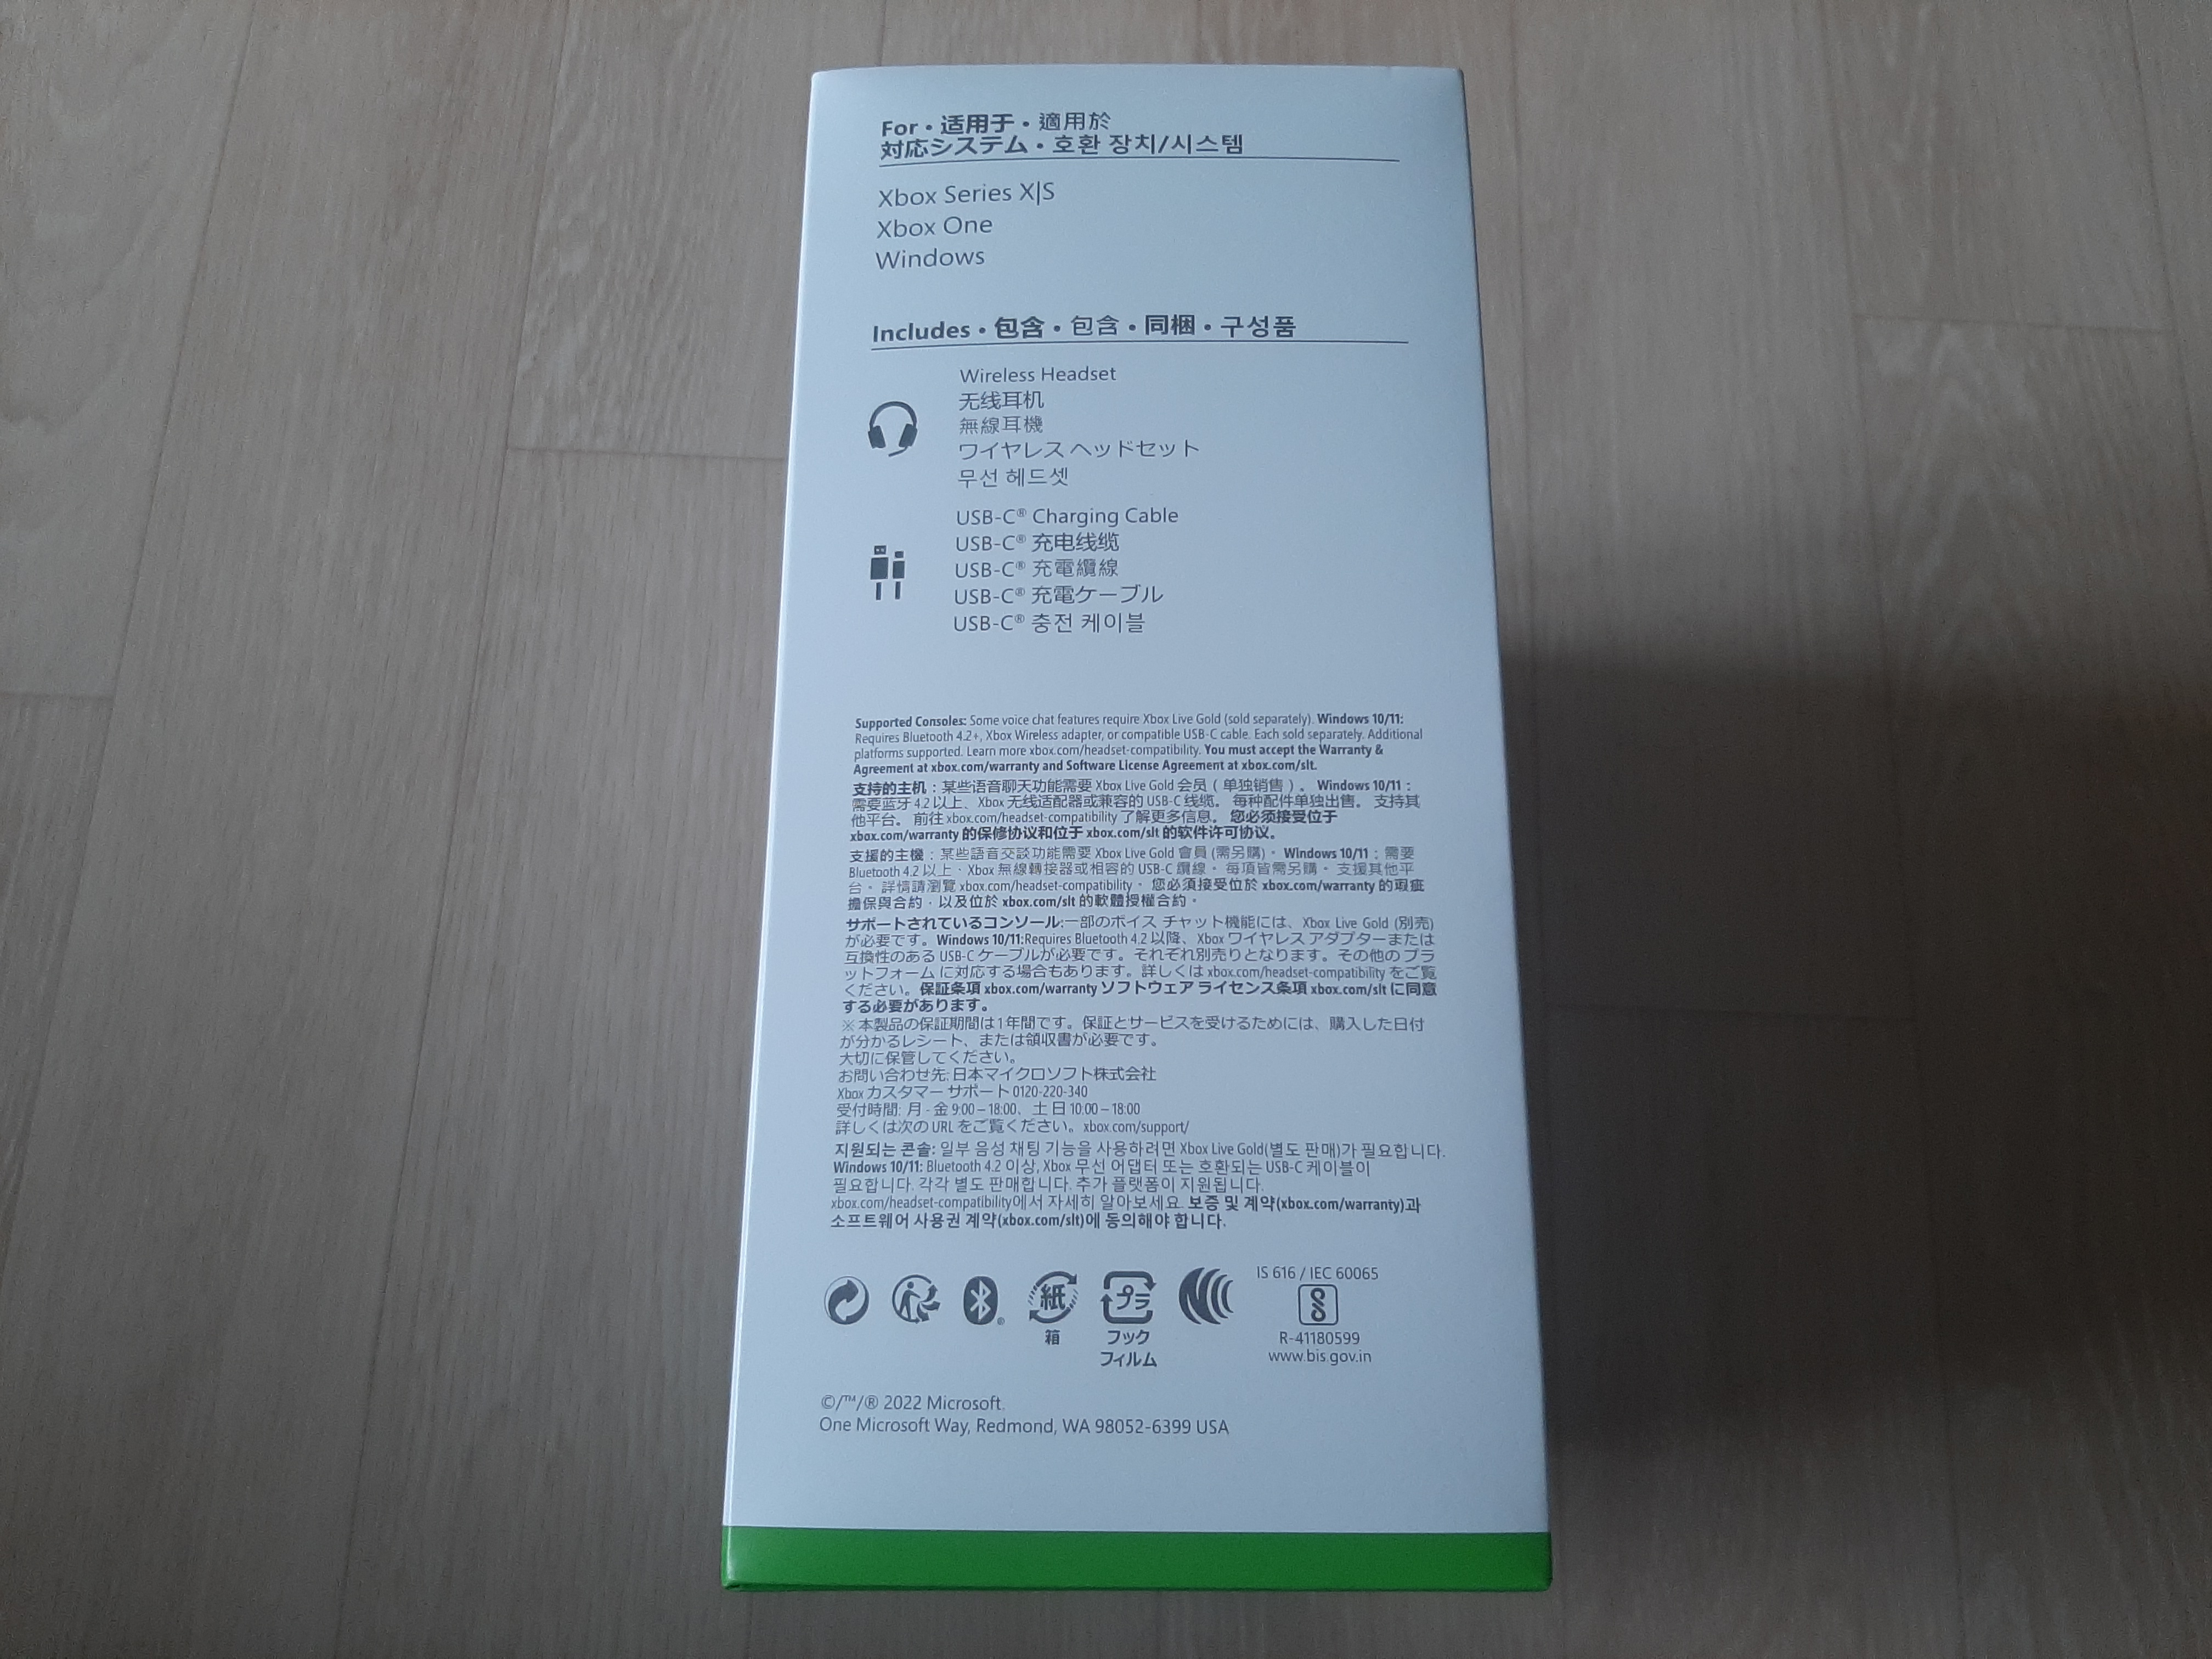 For • 适用于 • 適用於
対応システム • 호환 장치/시스템
Xbox Series X|S
Xbox One
Windows
Includes • 包含 • 包含 • 同梱 • 구성품
Wireless Headset
无线耳机
無線耳機
ワイヤレス ヘッドセット
무선 헤드셋
USB-C® Charging Cable
USB-C® 充电线缆
USB-C® 充電纜線
USB-C® 充電ケーブル
USB-C® 충전 케이블
Supported Consoles: Some voice chat features require Xbox Live Gold (sold separately). Windows 10/11:
Requires Bluetooth 4.2+, Xbox Wireless adapter, or compatible USB-C cable. Each sold separately. Additional
platforms supported. Learn more xbox.com/headset-compatibility. You must accept the Warranty &
Agreement at xbox.com/warranty and Software License Agreement at xbox.com/slt.
支持的主机：某些语音聊天功能需要 Xbox Live Gold 会员（单独销售）。 Windows 10/11：
需要蓝牙 4.2 以上、 Xbox 无线适配器或兼容的 USB-C 线缆。 每种配件单独出售。 支持其
他平台。 前往 xbox.com/headset-compatibility 了解更多信息。 您必须接受位于
xbox.com/warranty 的保修协议和位于 xbox.com/slt 的软件许可协议。
支援的主機：某些語音交談功能需要 Xbox Live Gold 會員 (需另購)。 Windows 10/11：需要
Bluetooth 4.2 以上、Xbox 無線轉接器或相容的 USB-C 纜線。 每項皆需另購。 支援其他平
台。 詳情請瀏覽 xbox.com/headset-compatibility。 您必須接受位於 xbox.com/warranty 的瑕疵
擔保與合約，以及位於 xbox.com/slt 的軟體授權合約。
サポートされているコンソール:一部のボイス チャット機能には、Xbox Live Gold (別売)
が必要です。Windows 10/11:Requires Bluetooth 4.2 以降、Xbox ワイヤレス アダプターまたは
互換性のある USB-C ケーブルが必要です。それぞれ別売りとなります。その他の プラ
ットフォーム に対応する場合もあります。詳しくは xbox.com/headset-compatibility をご覧
ください。保証条項 xbox.com/warranty ソフトウェア ライセンス条項 xbox.com/slt に同意
する必要があります。
※ 本製品の保証期間は1年間です。保証とサービスを受けるためには、購入した日付
が分かるレシート、または領収書が必要です。
大切に保管してください。
お問い合わせ先: 日本マイクロソフト株式会社
Xbox カスタマー サポート 0120-220-340
受付時間: 月 - 金 9:00 – 18:00、土 日 10:00 – 18:00
詳しくは次の URL をご覧ください。xbox.com/support/
지원되는 콘솔: 일부 음성 채팅 기능을 사용하려면 Xbox Live Gold(별도 판매)가 필요합니다.
Windows 10/11: Bluetooth 4.2 이상, Xbox 무선 어댑터 또는 호환되는 USB-C 케이블이
필요합니다. 각각 별도 판매합니다. 추가 플랫폼이 지원됩니다.
xbox.com/headset-compatibility에서 자세히 알아보세요. 보증 및 계약(xbox.com/warranty)과
소프트웨어 사용권 계약(xbox.com/slt)에 동의해야 합니다.
紙
箱
プラ
フック
フィルム
IS 616 / IEC 60065
R-41180599
www.bis.gov.in
©/™/® 2022 Microsoft.
One Microsoft Way, Redmond, WA 98052-6399 USA